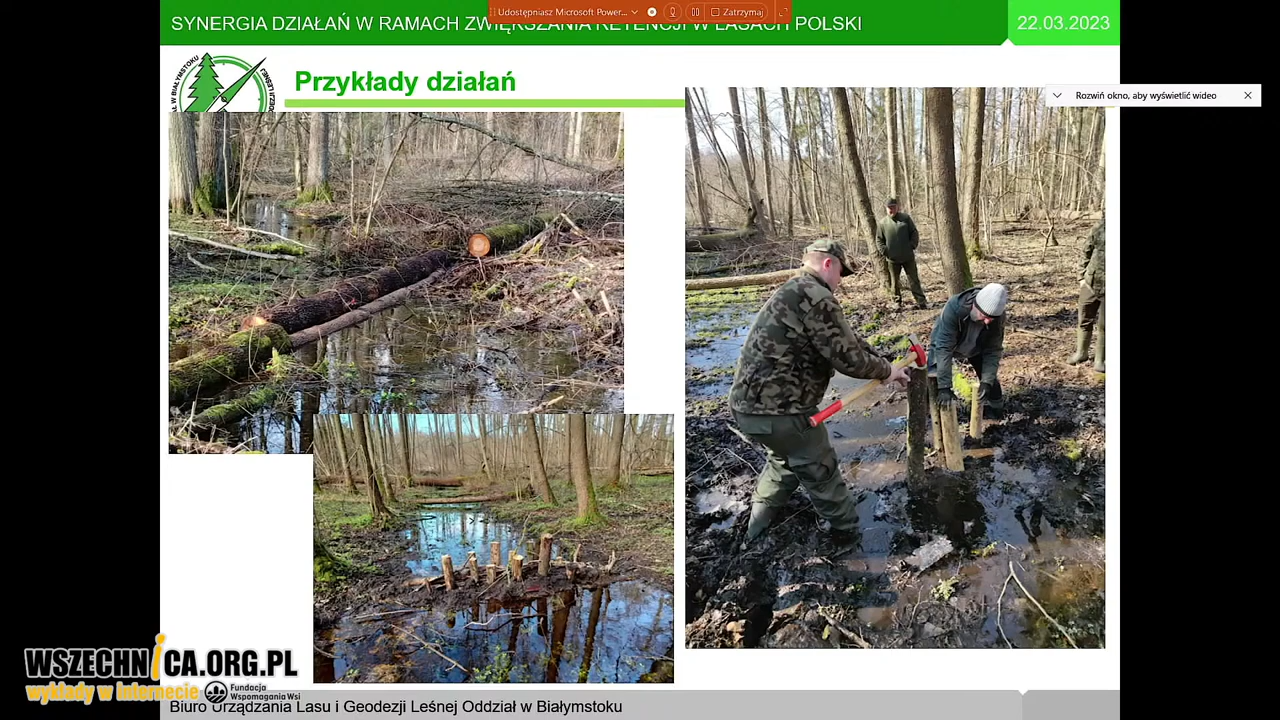 Udostępniasz Microsoft Power...
Zatrzymaj
SYNERGIA DZIAŁAŃ W RAMACH ZWIĘKSZANIA RETENCJI W LASACH POLSKI
22.03.2023
Przykłady działań
Rozwiń okno, aby wyświetlić wideo
W BIAŁYMSTOKU
WSZECHNiCA.ORG.PL
wykłady w internecie
Fundacja
Wspomagania Wsi
Biuro Urządzania Lasu i Geodezji Leśnej Oddział w Białymstoku